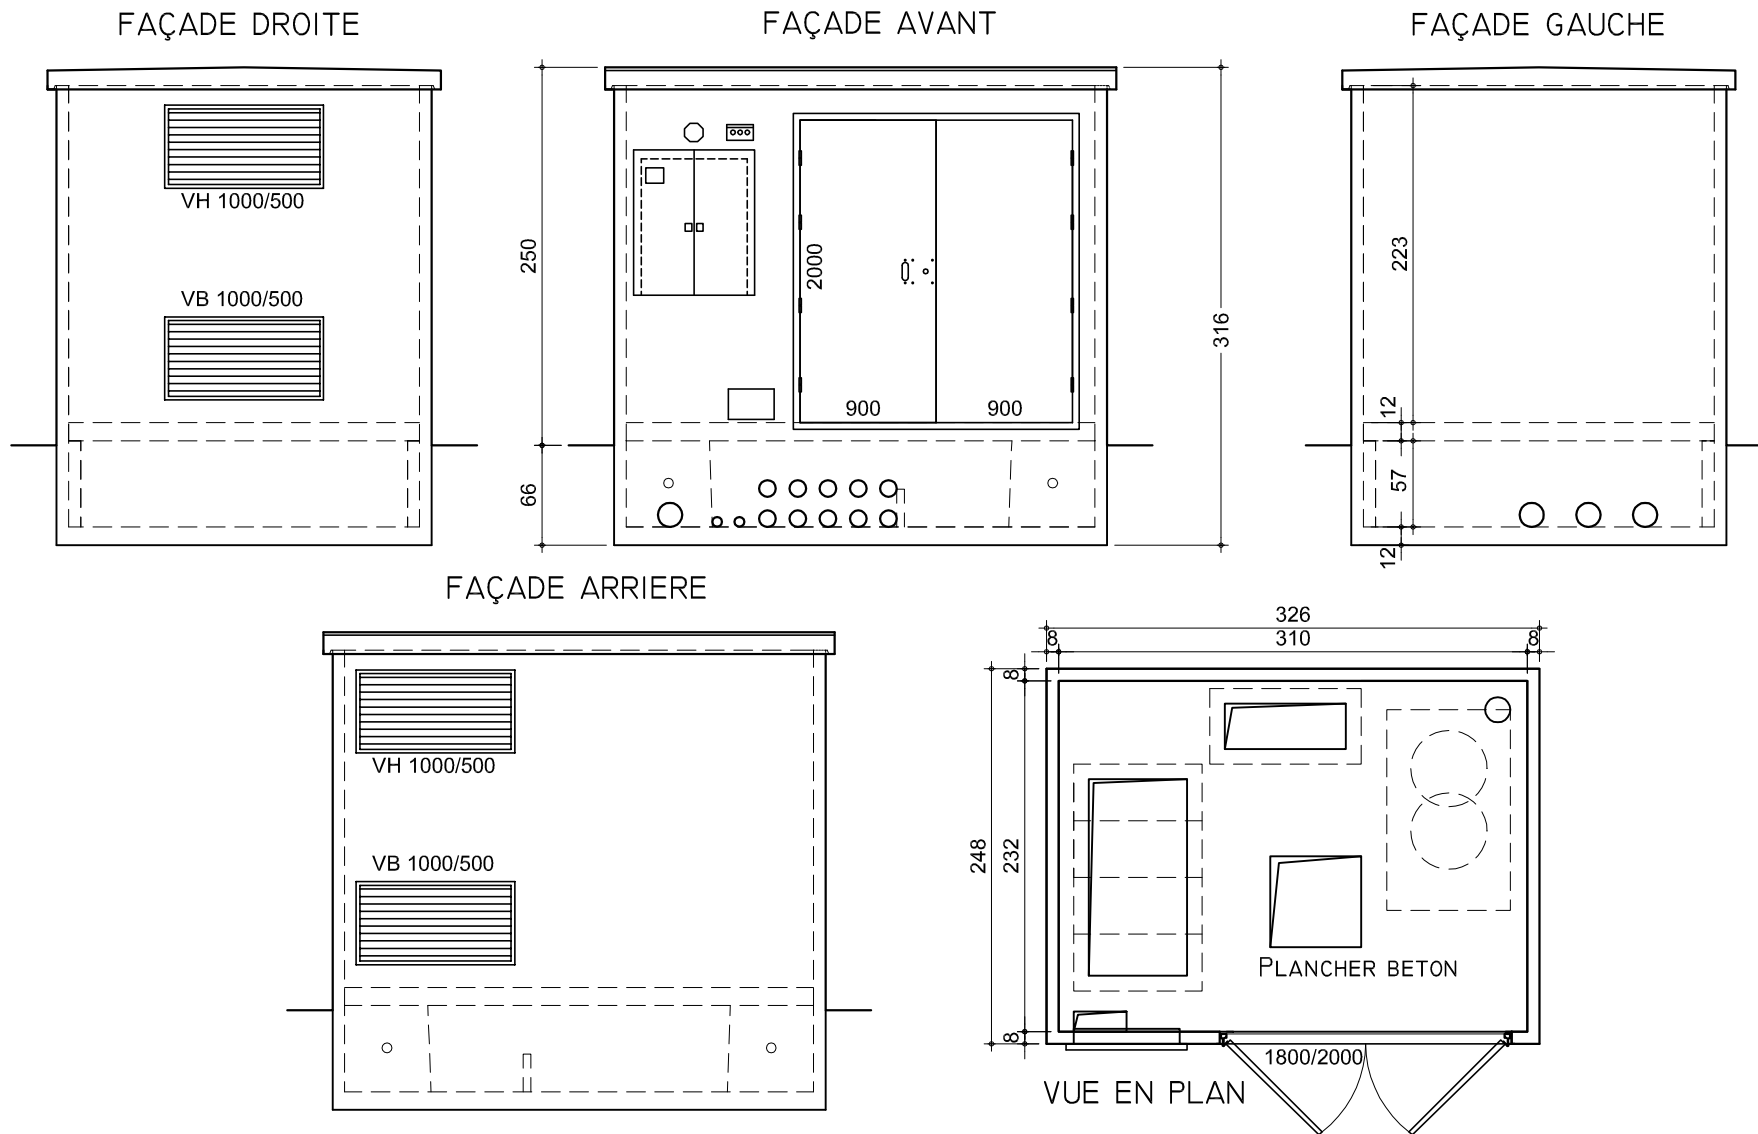 FAÇADE DROITE
FAÇADE AVANT
FAÇADE GAUCHE
VH 1000/500
VB 1000/500
250
66
2000
900
900
316
223
12
57
12
FAÇADE ARRIERE
VH 1000/500
VB 1000/500
326
8
310
8
8
248
232
8
PLANCHER BETON
1800/2000
VUE EN PLAN